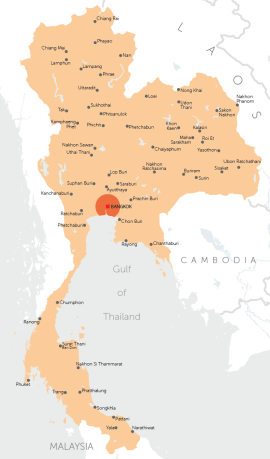 Chiang Rai
L A O S
Phayao
Chiang Mai
Nan
Lamphun
Lampang
Phrae
Uttaradit
Loei
Nong Khai
Nakhon
Phanom
Udon
Thani
Sukhothai
Tak
Phitsanulok
Sakon
Nakhon
Kampheang
Phet
Phichit
Phetchabun
Khon
Kaen
Kalasin
Maha
Sarakham
Roi Et
Yasothon
Nakhon Sawan
Uthai Thani
Chaiyaphum
Nakhon
Ratchasima
Ubon Ratchathani
Lop Buri
Buriram
Surin
Sisaket
Suphan Buri
Saraburi
Ayutthaya
Kanchanaburi
Prachin Buri
BANGKOK
Ratchaburi
Chon Buri
Phetchaburi
Rayong
Chanthaburi
CAMBODIA
Gulf
of
Thailand
Chumphon
Ranong
Surat Thani
Nakhon Si Thammarat
Phuket
Trang
Phatthalung
Songkhla
Pattani
Yala
Narathiwat
MALAYSIA